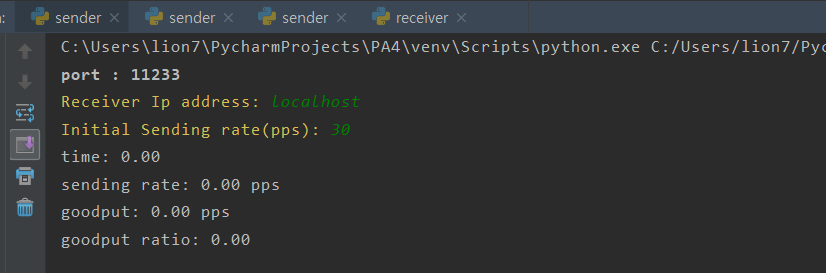 n: sender × sender × sender × receiver ×
C:\Users\lion7\PycharmProjects\PA4\venv\Scripts\python.exe C:/Users/lion7/Pyc
port : 11233
Receiver Ip address: localhost
Initial Sending rate(pps): 30
time: 0.00
sending rate: 0.00 pps
goodput: 0.00 pps
goodput ratio: 0.00